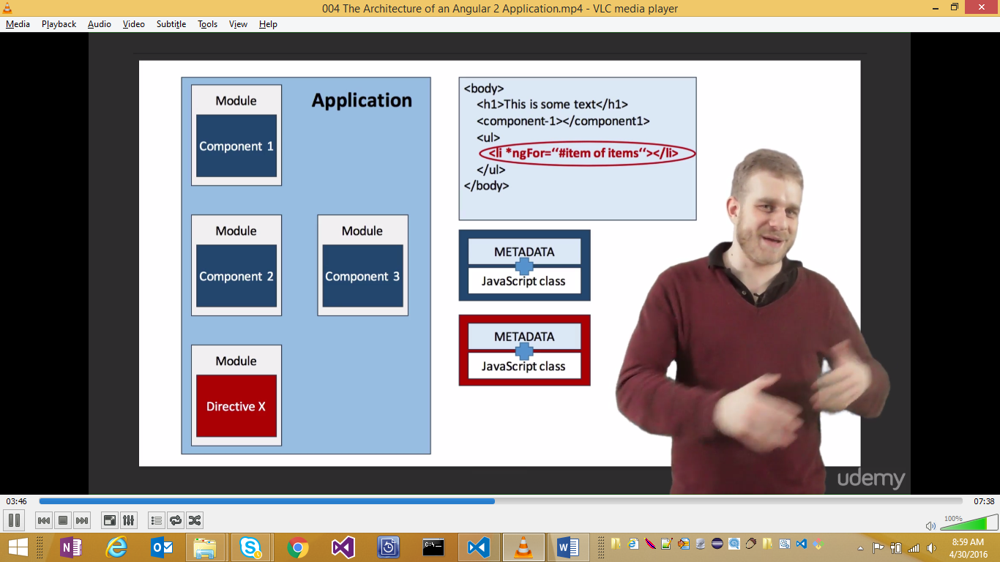 004 The Architecture of an Angular 2 Application.mp4 - VLC media player
Media Playback Audio Video Subtitle Tools View Help
Application
Module
Component 1
Module
Component 2
Module
Component 3
Module
Directive X
<body>
<h1>This is some text</h1>
<component-1></component1>
<ul>
<li *ngFor=“#item of items“></li>
</ul>
</body>
METADATA
JavaScript class
METADATA
JavaScript class
udemy
03:46
07:38
100%
8:59 AM
4/30/2016